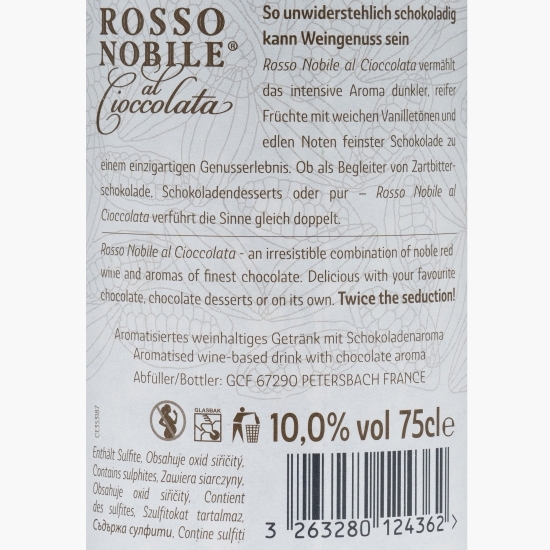 ROSSO
NOBILE®
al
Cioccolata
So unwiderstehlich schokoladig
kann Weingenuss sein
Rosso Nobile al Cioccolata vermählt
das intensive Aroma dunkler, reifer
Früchte mit weichen Vanilletönen und
edlen Noten feinster Schokolade zu
einem einzigartigen Genusserlebnis. Ob als Begleiter von Zartbitter-
schokolade, Schokoladendesserts oder pur – Rosso Nobile al
Cioccolata verführt die Sinne gleich doppelt.
Rosso Nobile al Cioccolata - an irresistible combination of noble red
wine and aromas of finest chocolate. Delicious with your favourite
chocolate, chocolate desserts or on its own. Twice the seduction!
Aromatisiertes weinhaltiges Getränk mit Schokoladenaroma
Aromatised wine-based drink with chocolate aroma
Abfüller/Bottler: GCF 67290 PETERSBACH FRANCE
CE353187
GLASBAK
10,0% vol 75cl e
Enthält Sulfite, Obsahuje oxid siřičitý,
Contains sulphites, Zawiera siarczyny.
Obsahuje oxid siřičitý, Contient
des sulfites, Szulfitokat tartalmaz,
Съдържа сулфити, Conține sulfiți
3 263280 124362 >